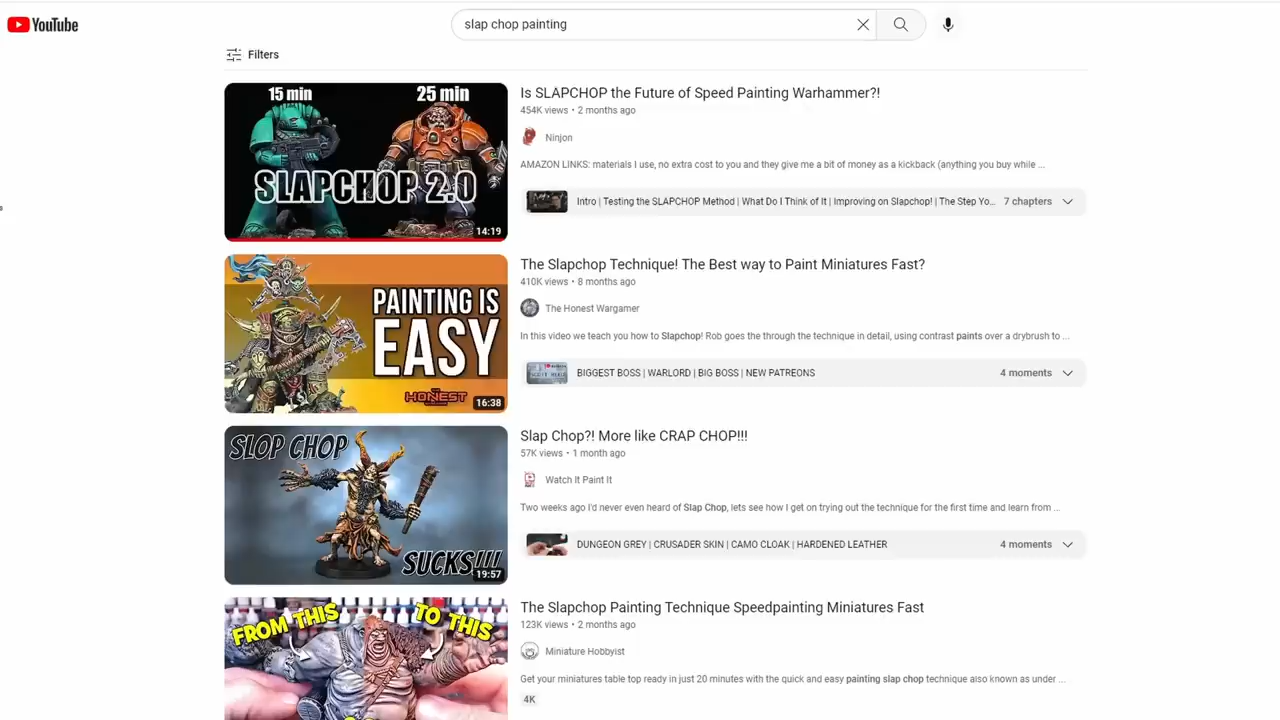 YouTube
slap chop painting
Filters
15 min
25 min
SLAPCHOP 2.0
14:19
Is SLAPCHOP the Future of Speed Painting Warhammer?!
454K views • 2 months ago
Ninjon
AMAZON LINKS: materials I use, no extra cost to you and they give me a bit of money as a kickback (anything you buy while ...
Intro | Testing the SLAPCHOP Method | What Do I Think of It | Improving on Slapchop! | The Step Yo...
7 chapters
PAINTING IS
EASY
HONEST
16:38
The Slapchop Technique! The Best way to Paint Miniatures Fast?
410K views • 8 months ago
The Honest Wargamer
In this video we teach you how to Slapchop! Rob goes the through the technique in detail, using contrast paints over a drybrush to ...
BIGGEST BOSS | WARLORD | BIG BOSS | NEW PATREONS
4 moments
SLOP CHOP
SUCKS!!!
19:57
Slap Chop?! More like CRAP CHOP!!!
57K views • 1 month ago
Watch It Paint It
Two weeks ago I'd never even heard of Slap Chop, lets see how I get on trying out the technique for the first time and learn from ...
DUNGEON GREY | CRUSADER SKIN | CAMO CLOAK | HARDENED LEATHER
4 moments
FROM THIS
TO THIS
The Slapchop Painting Technique Speedpainting Miniatures Fast
123K views • 2 months ago
Miniature Hobbyist
Get your miniatures table top ready in just 20 minutes with the quick and easy painting slap chop technique also known as under ...
4K